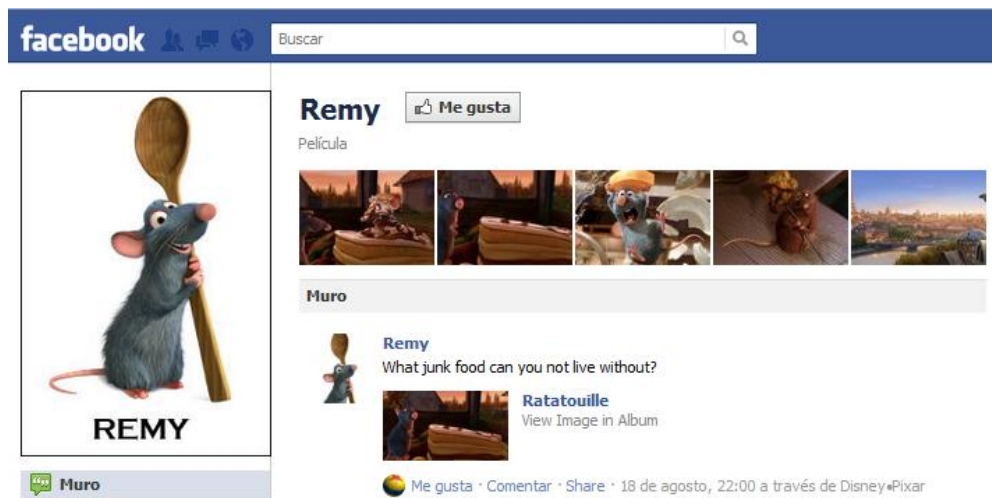 facebook
Buscar
Remy
Me gusta
Película
REMY
Muro
Muro
Remy
What junk food can you not live without?
Ratatouille
View Image in Album
Me gusta · Comentar · Share · 18 de agosto, 22:00 a través de Disney•Pixar